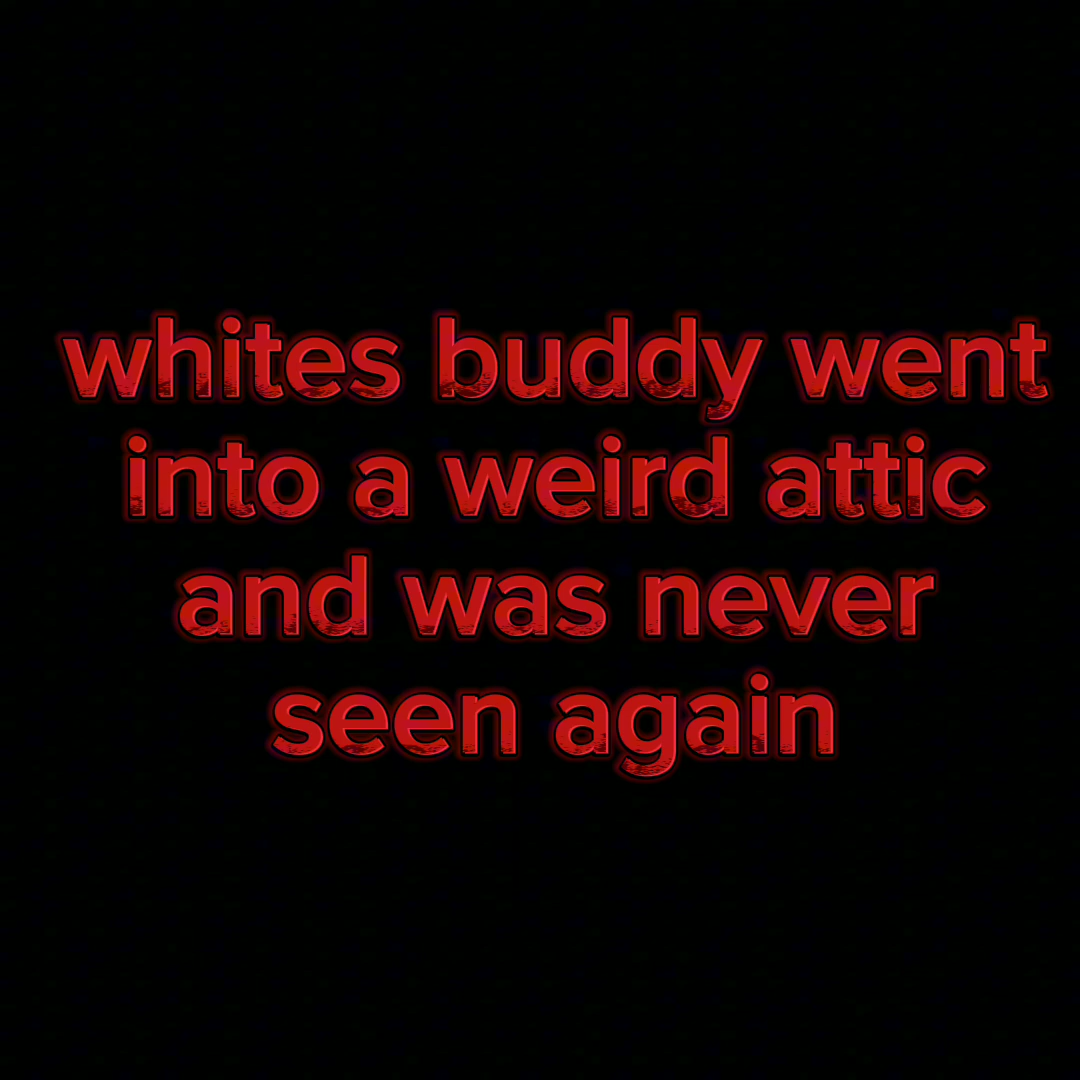 whites buddy went
into a weird attic
and was never
seen again